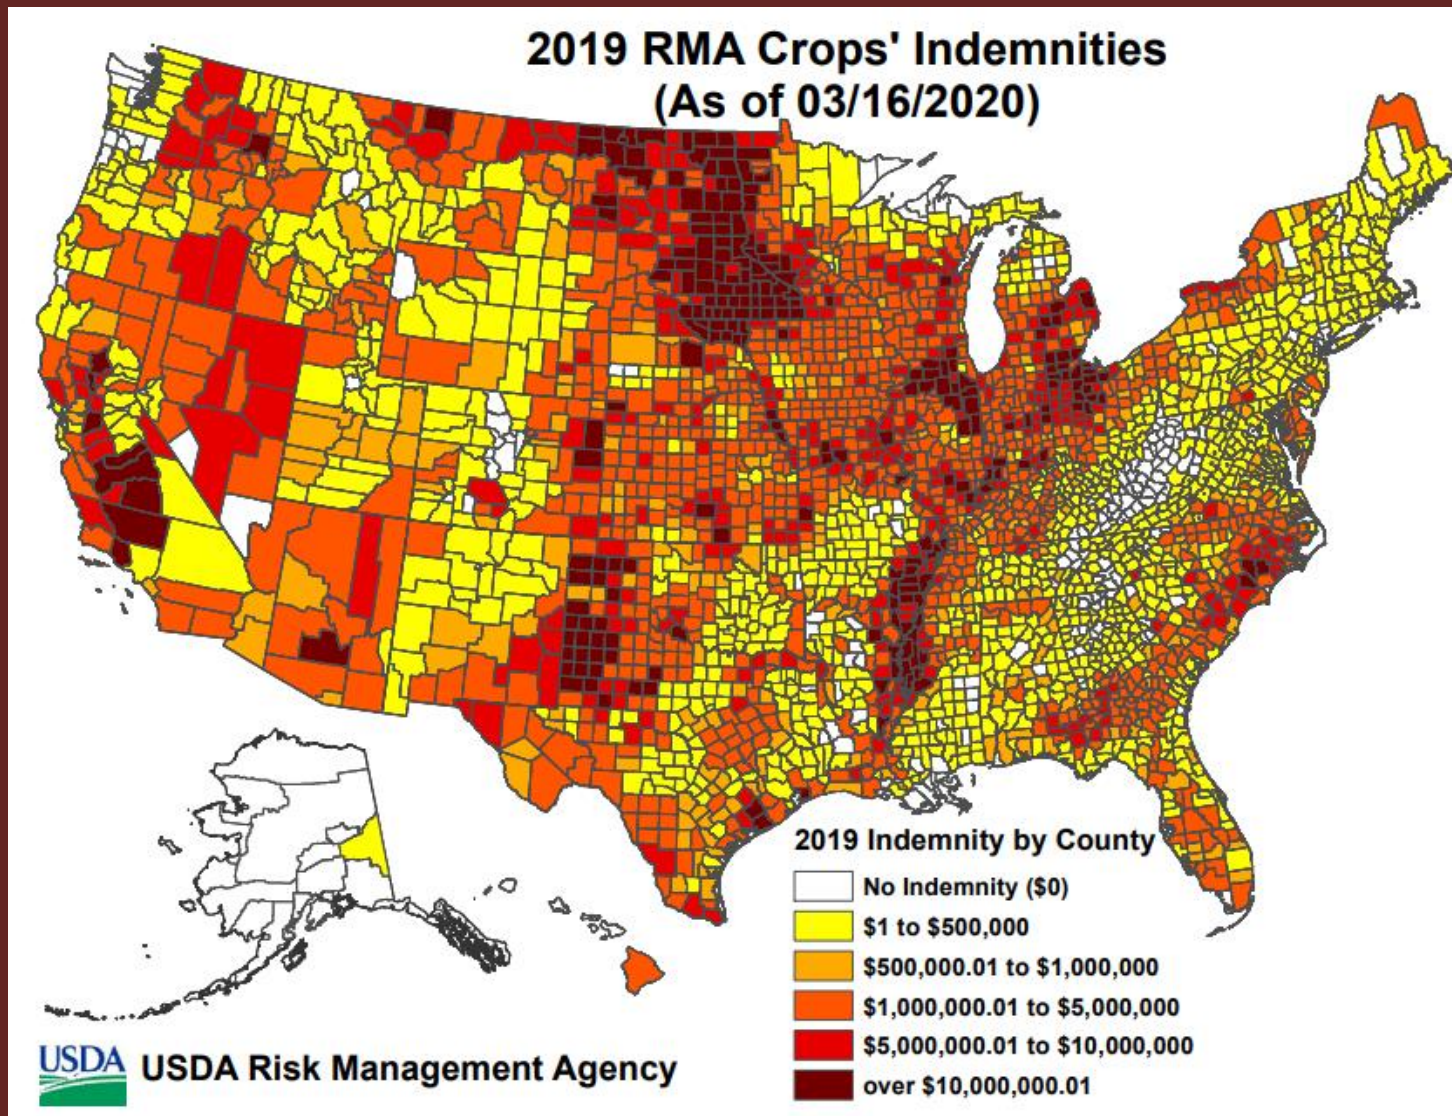 2019 RMA Crops' Indemnities
(As of 03/16/2020)
2019 Indemnity by County
No Indemnity ($0)
$1 to $500,000
$500,000.01 to $1,000,000
$1,000,000.01 to $5,000,000
$5,000,000.01 to $10,000,000
over $10,000,000.01
USDA
USDA Risk Management Agency